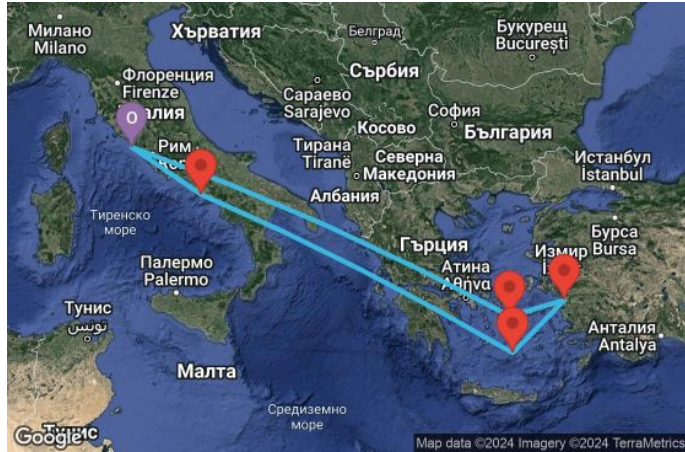 Милано
Milano
Хърватия
Белград
Букурещ
București
Флоренция
Firenze
Сараево
Sarajevo
Сърбия
Косово
София
България
Рим
Тирана
Tiranë
Северна
Македония
Истанбул
İstanbul
Албания
Тиренско
море
Гърция
Бурса
Bursa
Измир
Атина
Αθήνα
Палермо
Palermo
Анталия
Antalya
Тунис
تونس
Малта
Средиземно
море
Тунис
Google
Map data ©2024 Imagery ©2024 TerraMetrics